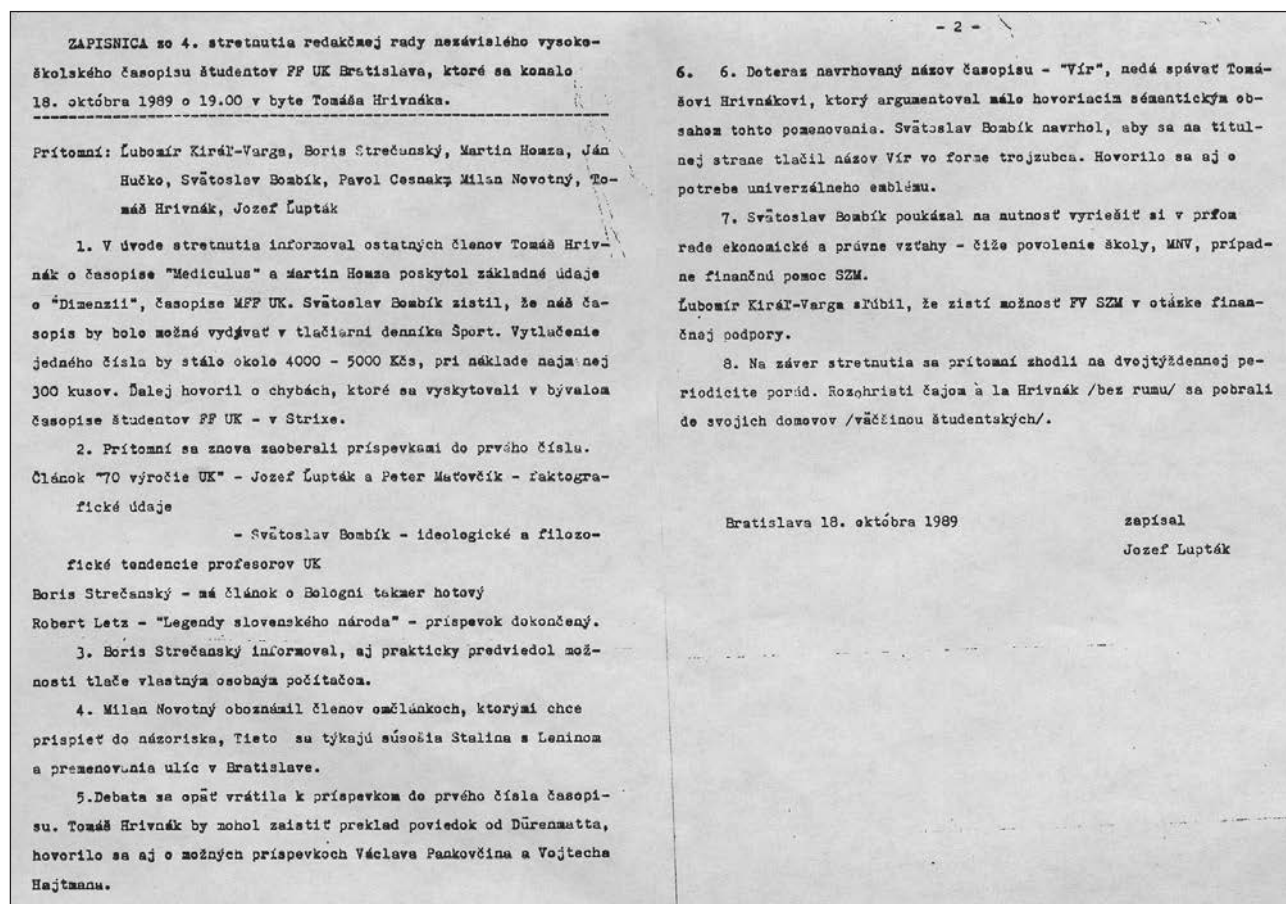 ZAPISNICA zo 4. stretnutia redakčnej rady nezávislého vysoko-
školského časopisu študentov FF UK Bratislava, ktoré sa konalo
18. októbra 1989 o 19.00 v byte Tomáša Hrivnáka.
Prítomní: Ľubomír Kiráľ-Varga, Boris Strečanský, Martin Homza, Ján
Hučko, Svätoslav Bombík, Pavol Cesnak, Milan Novotný, To-
máš Hrivnák, Jozef Ľupták
1. V úvode stretnutia informoval ostatných členov Tomáš Hriv-
nák o časopise "Mediculus" a Martin Homza poskytol základné údaje
o "Dimenzii", časopise MFF UK. Svätoslav Bombík zistil, že náš ča-
sopis by bolo možné vydávať v tlačiarni denníka Šport. Vytlačenie
jedného čísla by stálo okolo 4000 - 5000 Kčs, pri náklade najmenej
300 kusov. Ďalej hovoril o chybách, ktoré sa vyskytovali v bývalom
časopise študentov FF UK - v Strixe.
2. Prítomní sa znova zaoberali príspevkami do prvého čísla.
Článok "70 výročie UK" - Jozef Ľupták a Peter Maťovčík - faktogra-
fické údaje
- Svätoslav Bombík - ideologické a filozo-
fické tendencie profesorov UK
Boris Strečanský - má článok o Bologni takmer hotový
Robert Letz - "Legendy slovenského národa" - príspevok dokončený.
3. Boris Strečanský informoval, aj prakticky predviedol mož-
nosti tlače vlastným osobným počítačom.
4. Milan Novotný oboznámil členov omčlánkoch, ktorými chce
prispieť do názoriska, Tieto sa týkajú súsošia Stalina s Leninom
a premenovania ulíc v Bratislave.
5.Debata sa opäť vrátila k príspevkom do prvého čísla časopi-
su. Tomáš Hrivnák by mohol zaistiť preklad poviedok od Dürenmatta,
hovorilo sa aj o možných príspevkoch Václava Pankovčina a Vojtecha
Hajtmanu.
- 2 -
6. 6. Doteraz navrhovaný názov časopisu - "Vír", nedá spávať Tomá-
šovi Hrivnákovi, ktorý argumentoval málo hovoriacim sémantickým ob-
sahom tohto pomenovania. Svätoslav Bombík navrhol, aby sa na titul-
nej strane tlačil názov Vír vo forme trojzubca. Hovorilo sa aj o
potrebe univerzálneho emblému.
7. Svätoslav Bombík poukázal na nutnosť vyriešiť si v prvom
rade ekonomické a právne vzťahy - čiže povolenie školy, MNV, prípad-
ne finančnú pomoc SZM.
Ľubomír Kiráľ-Varga sľúbil, že zistí možnosť FV SZM v otázke finan-
čnej podpory.
8. Na záver stretnutia sa prítomní zhodli na dvojtýždennej pe-
riodicite porád. Rozohriati čajom a la Hrivnák /bez rumu/ sa pobrali
do svojich domovov /väčšinou študentských/.
Bratislava 18. októbra 1989 zapísal
Jozef Lupták